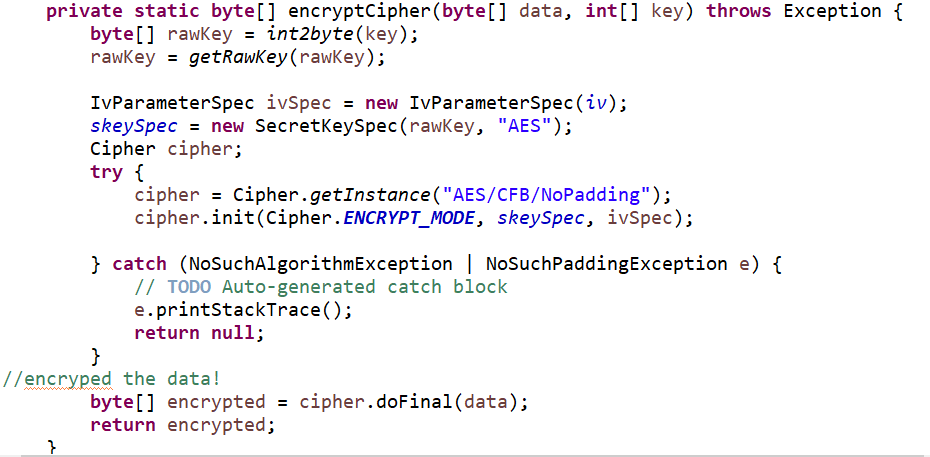 private static byte[] encryptCipher(byte[] data, int[] key) throws Exception {
byte[] rawKey = int2byte(key);
rawKey = getRawKey(rawKey);
IvParameterSpec ivSpec = new IvParameterSpec(iv);
skeySpec = new SecretKeySpec(rawKey, "AES");
Cipher cipher;
try {
cipher = Cipher.getInstance("AES/CFB/NoPadding");
cipher.init(Cipher.ENCRYPT_MODE, skeySpec, ivSpec);
} catch (NoSuchAlgorithmException | NoSuchPaddingException e) {
// TODO Auto-generated catch block
e.printStackTrace();
return null;
}
//encryped the data!
byte[] encrypted = cipher.doFinal(data);
return encrypted;
}